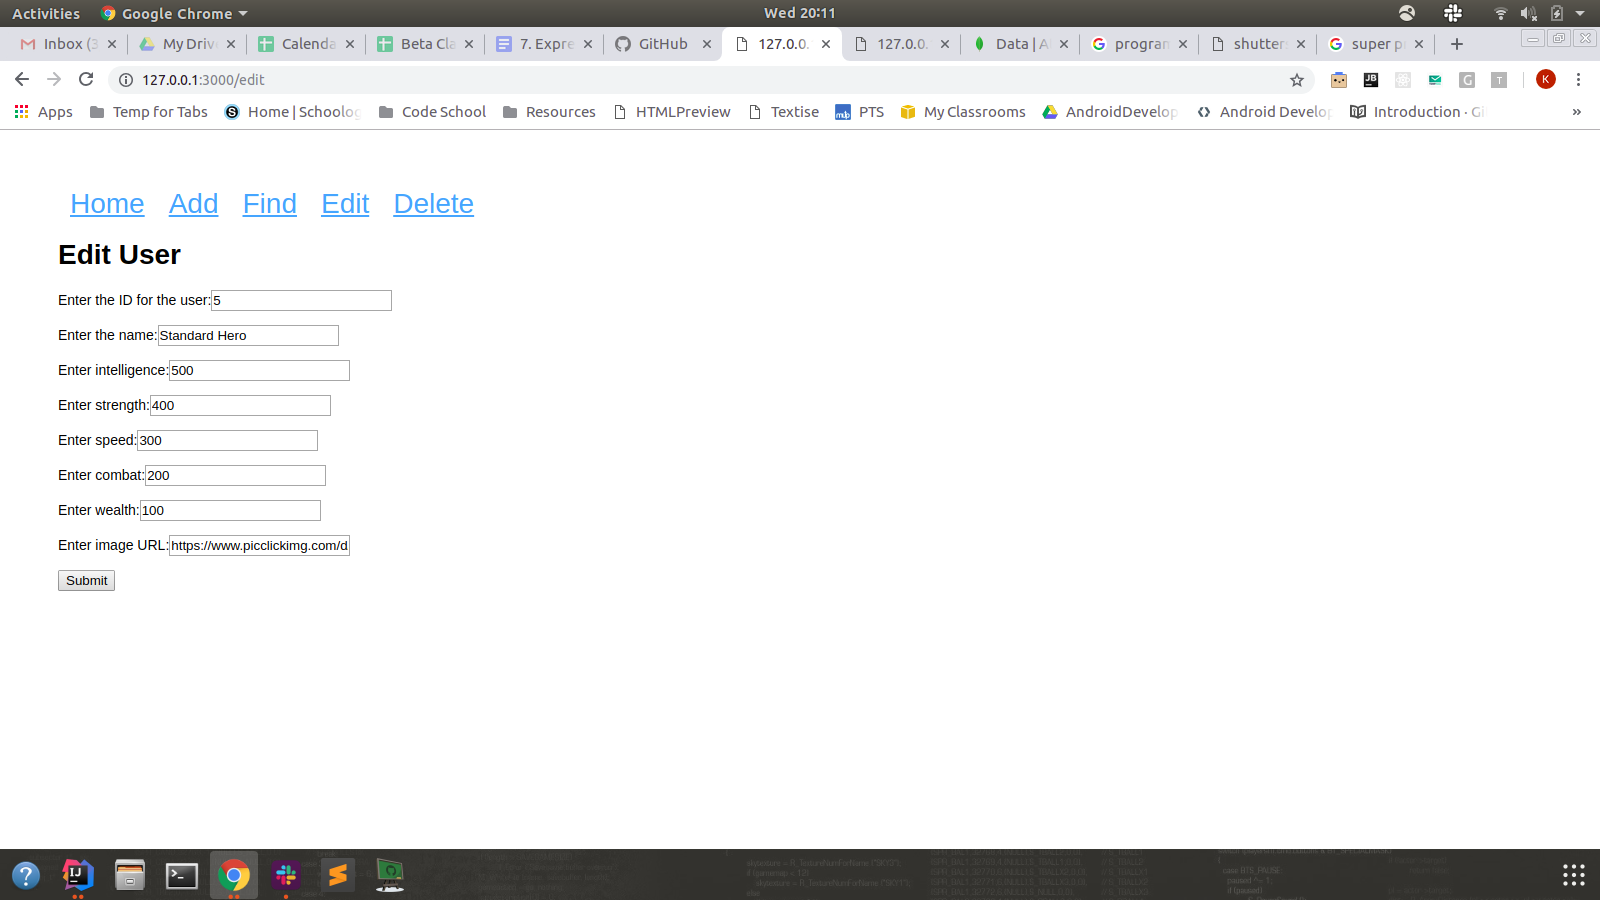 Activities Google Chrome Wed 20:11
Inbox (3 My Driv Calenda Beta Cla 7. Expre GitHub 127.0.0. 127.0.0. Data | A program shutter super p
127.0.0.1:3000/edit K
Apps Temp for Tabs Home | Schoolog Code School Resources HTMLPreview Textise PTS My Classrooms AndroidDevelop Android Develop Introduction · Gi »
Home Add Find Edit Delete
Edit User
Enter the ID for the user:5
Enter the name:Standard Hero
Enter intelligence:500
Enter strength:400
Enter speed:300
Enter combat:200
Enter wealth:100
Enter image URL:https://www.picclickimg.com/d
Submit